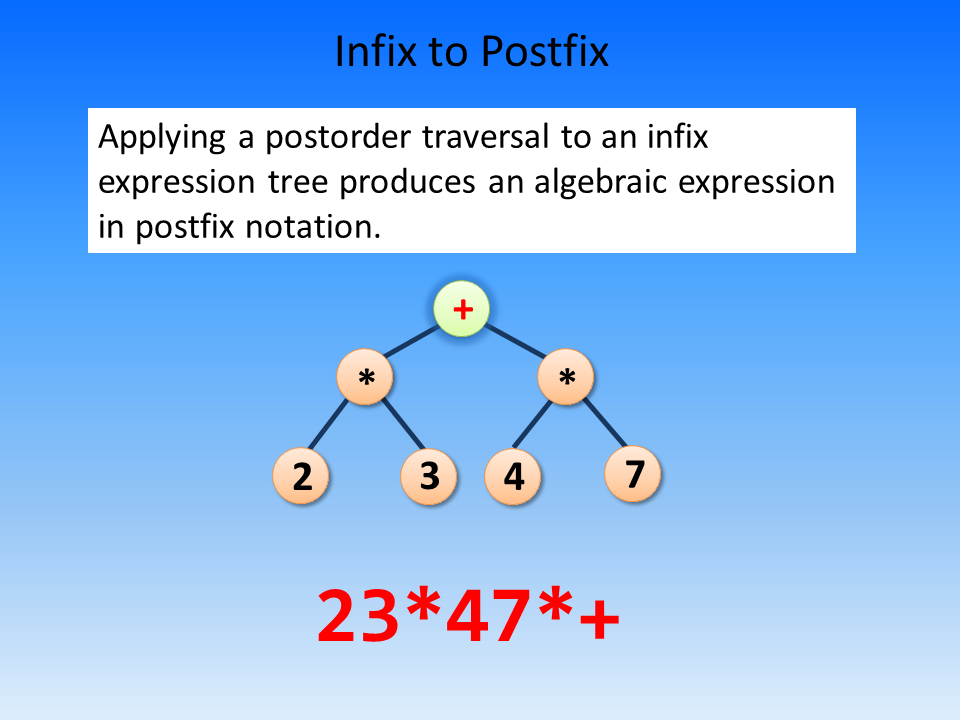 Infix to Postfix
Applying a postorder traversal to an infix
expression tree produces an algebraic expression
in postfix notation.
+
* *
2 3 4 7
23*47*+